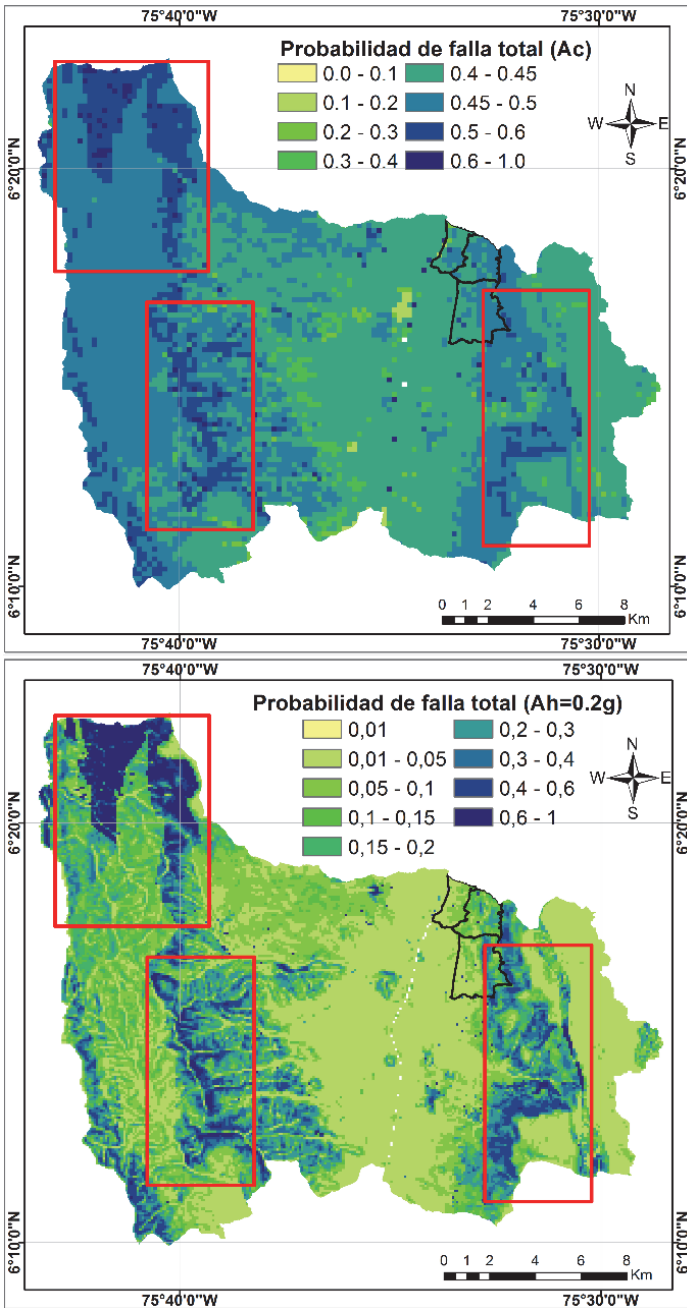 75°40'0"W 75°30'0"W
Probabilidad de falla total (Ac)
0.0 - 0.1 0.4 - 0.45
0.1 - 0.2 0.45 - 0.5
0.2 - 0.3 0.5 - 0.6
0.3 - 0.4 0.6 - 1.0
N
W E
S
6°20'0"N 6°20'0"N
6°10'0"N 6°10'0"N
0 1 2 4 6 8
Km
75°40'0"W 75°30'0"W
75°40'0"W 75°30'0"W
Probabilidad de falla total (Ah=0.2g)
0,01 0,2 - 0,3
0,01 - 0,05 0,3 - 0,4
0,05 - 0,1 0,4 - 0,6
0,1 - 0,15 0,6 - 1
0,15 - 0,2
N
W E
S
6°20'0"N 6°20'0"N
6°10'0"N 6°10'0"N
0 1 2 4 6 8
Km
75°40'0"W 75°30'0"W